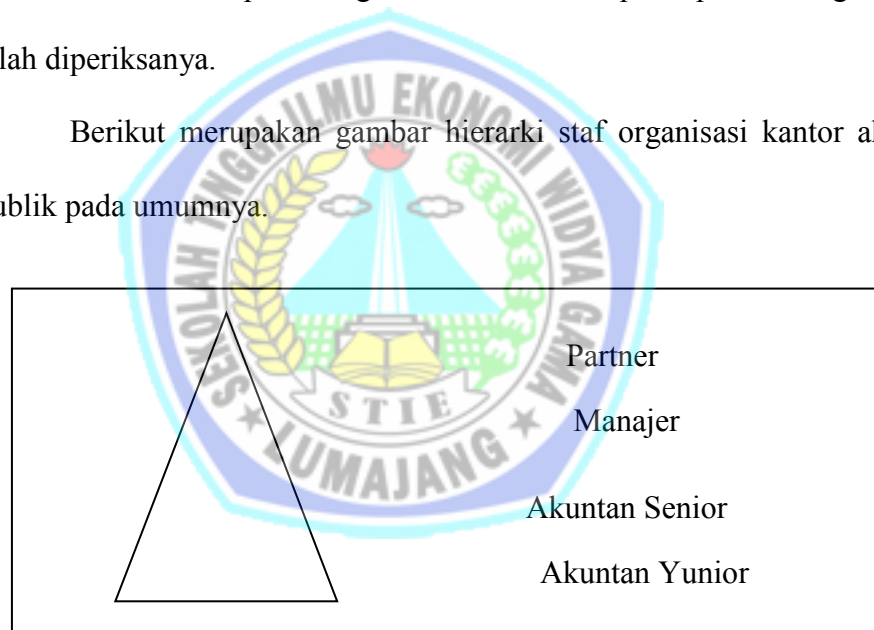 lah diperiksanya.
Berikut merupakan gambar hierarki staf organisasi kantor
ublik pada umumnya.
SEKOLAH TINGGI ILMU EKONOMI WIDYA GAMA
STIE
★ LUMAJANG ★
Partner
Manajer
Akuntan Senior
Akuntan Yunior